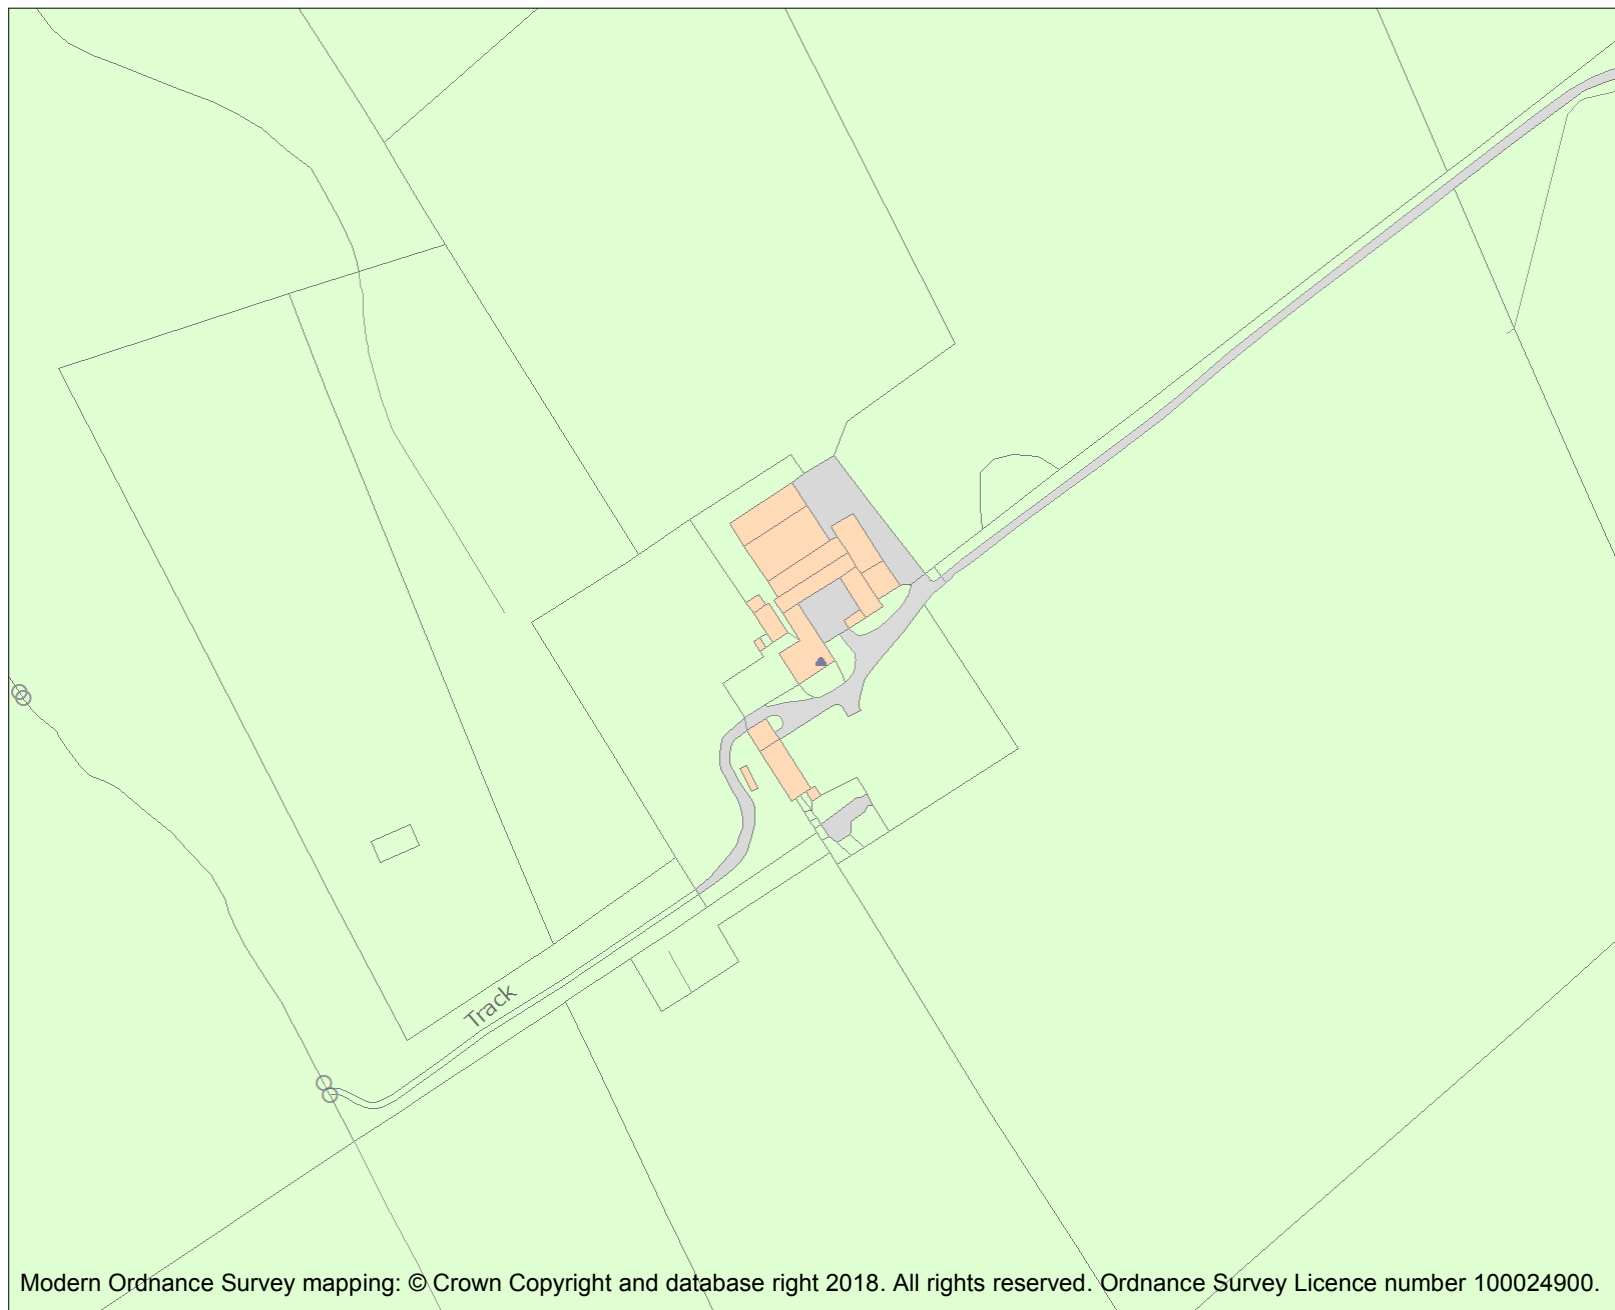 Track
Modern Ordnance Survey mapping: © Crown Copyright and database right 2018. All rights reserved. Ordnance Survey Licence number 100024900.